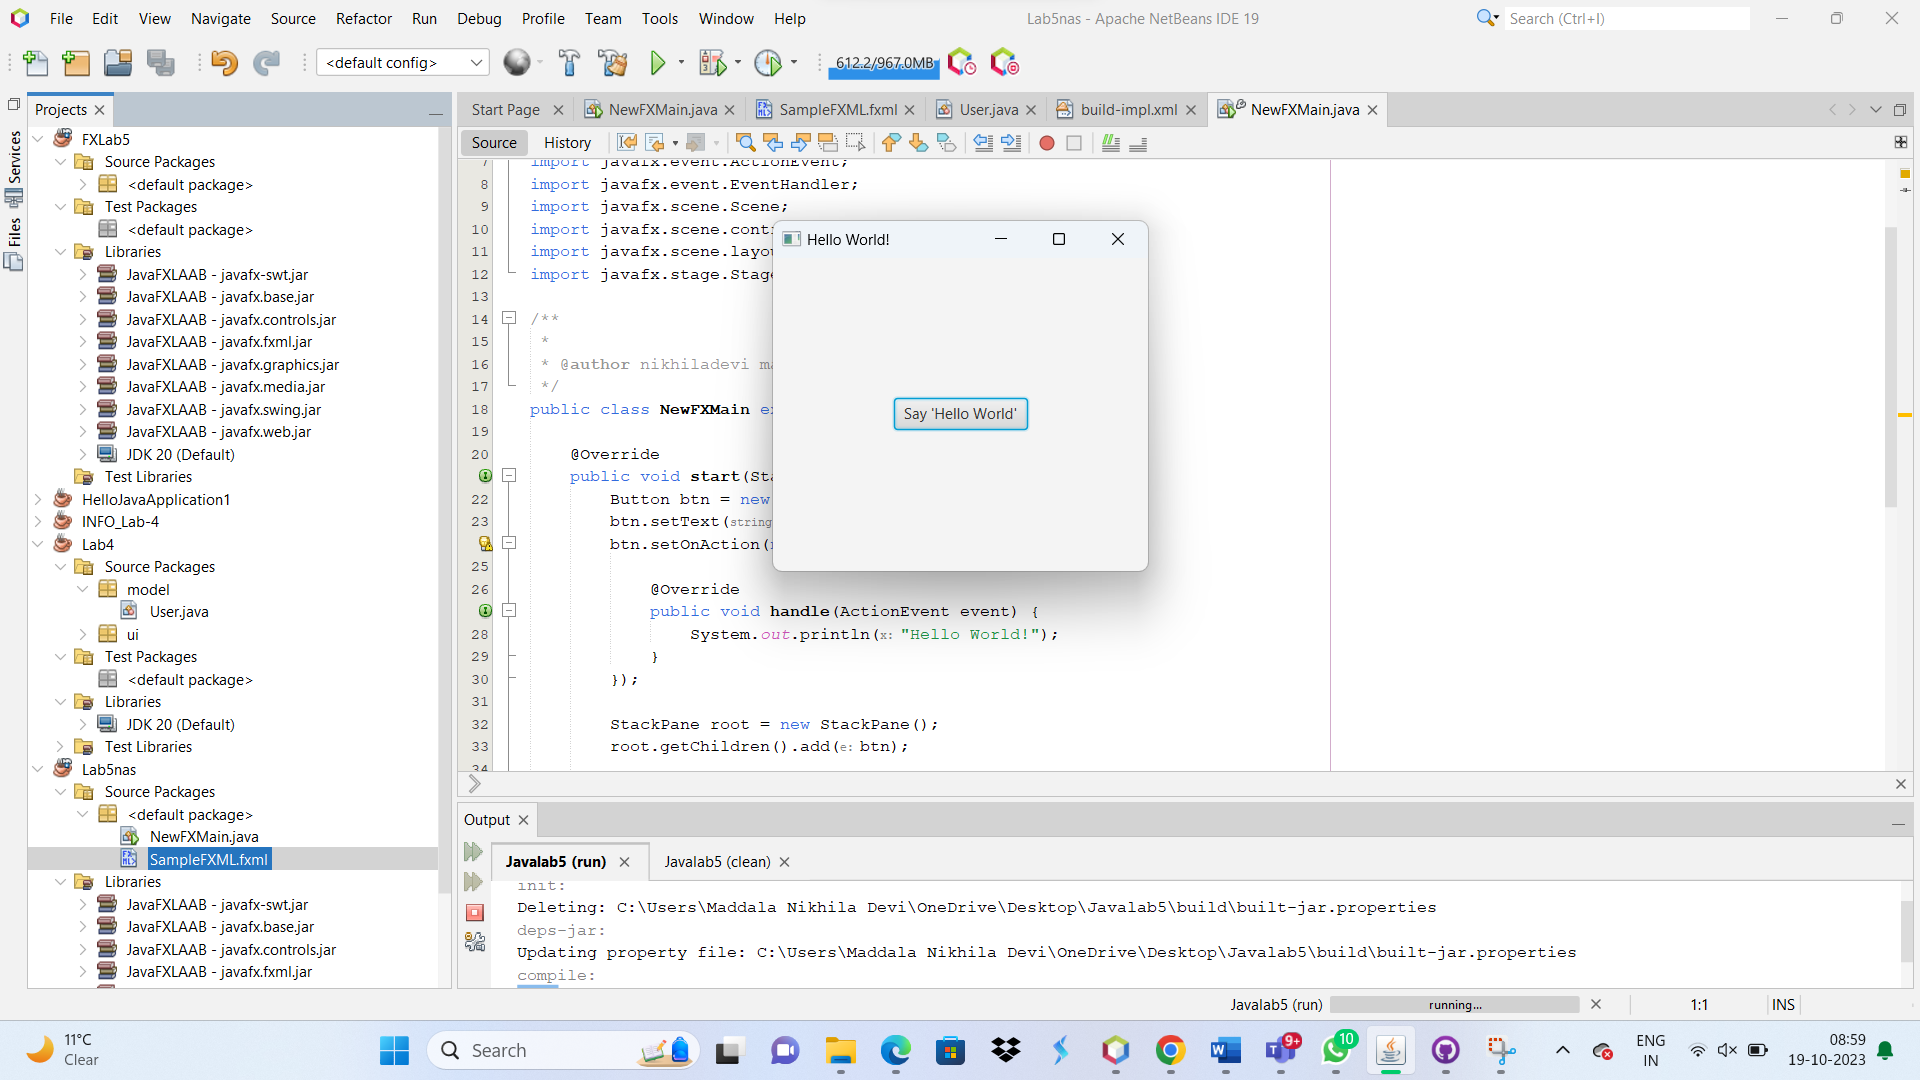 File Edit View Navigate Source Refactor Run Debug Profile Team Tools Window Help
Lab5nas - Apache NetBeans IDE 19
Search (Ctrl+I)
<default config>
612.2/967.0MB
Services
Files
Projects
FXLab5
Source Packages
<default package>
Test Packages
<default package>
Libraries
JavaFXLAAB - javafx-swt.jar
JavaFXLAAB - javafx.base.jar
JavaFXLAAB - javafx.controls.jar
JavaFXLAAB - javafx.fxml.jar
JavaFXLAAB - javafx.graphics.jar
JavaFXLAAB - javafx.media.jar
JavaFXLAAB - javafx.swing.jar
JavaFXLAAB - javafx.web.jar
JDK 20 (Default)
Test Libraries
HelloJavaApplication1
INFO_Lab-4
Lab4
Source Packages
model
User.java
ui
Test Packages
<default package>
Libraries
JDK 20 (Default)
Test Libraries
Lab5nas
Source Packages
<default package>
NewFXMain.java
SampleFXML.fxml
Libraries
JavaFXLAAB - javafx-swt.jar
JavaFXLAAB - javafx.base.jar
JavaFXLAAB - javafx.controls.jar
JavaFXLAAB - javafx.fxml.jar
Start Page NewFXMain.java SampleFXML.fxml User.java build-impl.xml NewFXMain.java
Source History
7 import javafx.event.ActionEvent;
8 import javafx.event.EventHandler;
9 import javafx.scene.Scene;
10 import javafx.scene.cont
11 import javafx.scene.layou
12 import javafx.stage.Stage
13
14 /**
15 *
16 * @author nikhiladevi ma
17 */
18 public class NewFXMain ex
19
20 @Override
public void start(Sta
22 Button btn = new
23 btn.setText(string
btn.setOnAction(
25
26 @Override
public void handle(ActionEvent event) {
28 System.out.println(x: "Hello World!");
29 }
30 });
31
32 StackPane root = new StackPane();
33 root.getChildren().add(e: btn);
34
Hello World!
Say 'Hello World'
Output
Javalab5 (run) Javalab5 (clean)
init:
Deleting: C:\Users\Maddala Nikhila Devi\OneDrive\Desktop\Javalab5\build\built-jar.properties
deps-jar:
Updating property file: C:\Users\Maddala Nikhila Devi\OneDrive\Desktop\Javalab5\build\built-jar.properties
compile:
Javalab5 (run) running... 1:1 INS
11°C
Clear
Search
9+
10
ENG
IN
08:59
19-10-2023